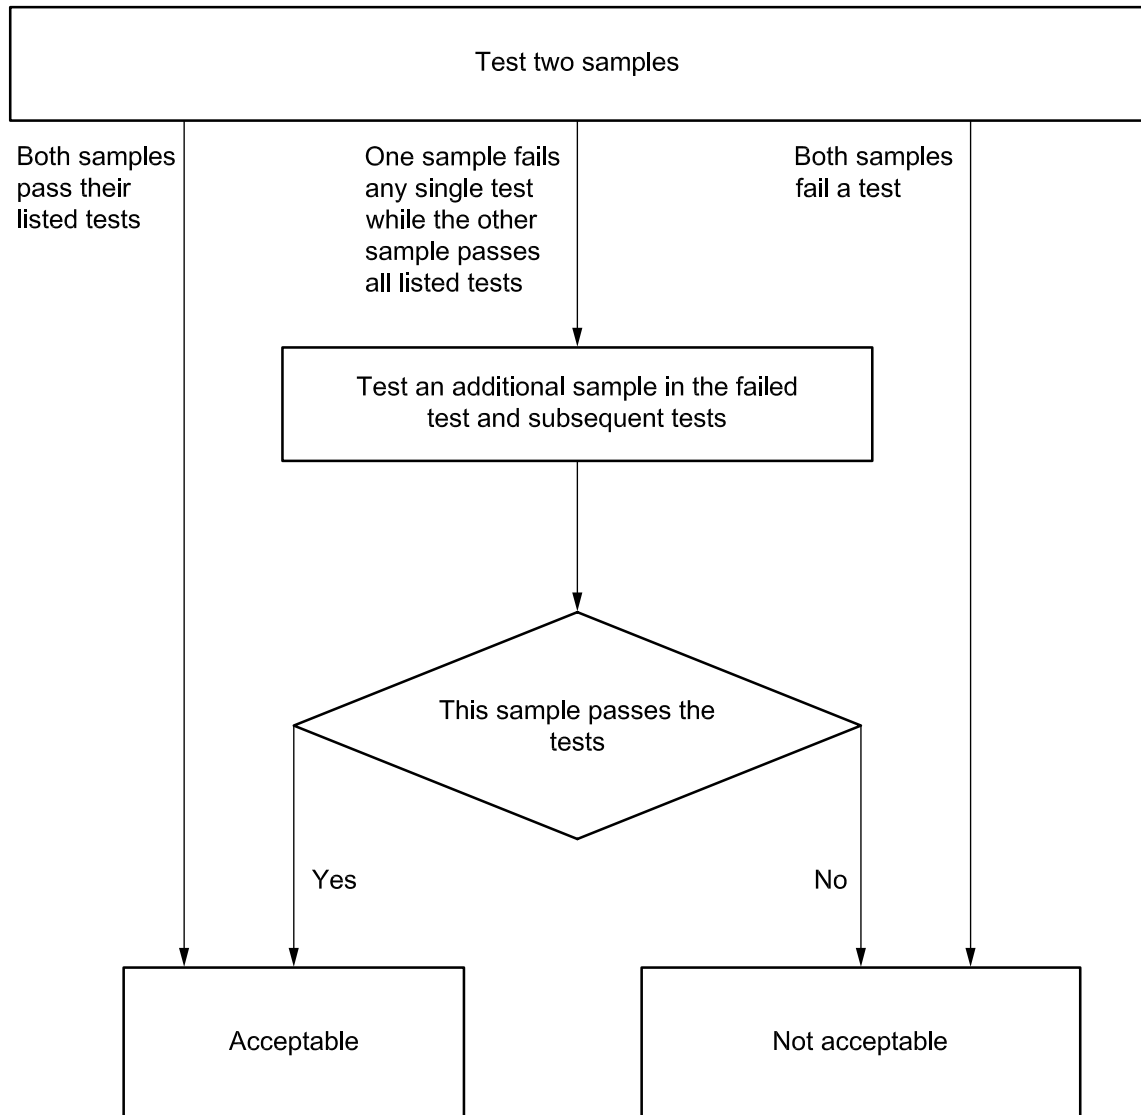 Test two samples
Both samples
pass their
listed tests
One sample fails
any single test
while the other
sample passes
all listed tests
Both samples
fail a test
Test an additional sample in the failed
test and subsequent tests
This sample passes the
tests
Yes
No
Acceptable
Not acceptable